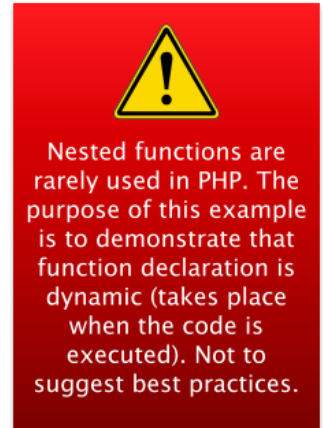 Nested functions are
rarely used in PHP. The
purpose of this example
is to demonstrate that
function declaration is
dynamic (takes place
when the code is
executed). Not to
suggest best practices.